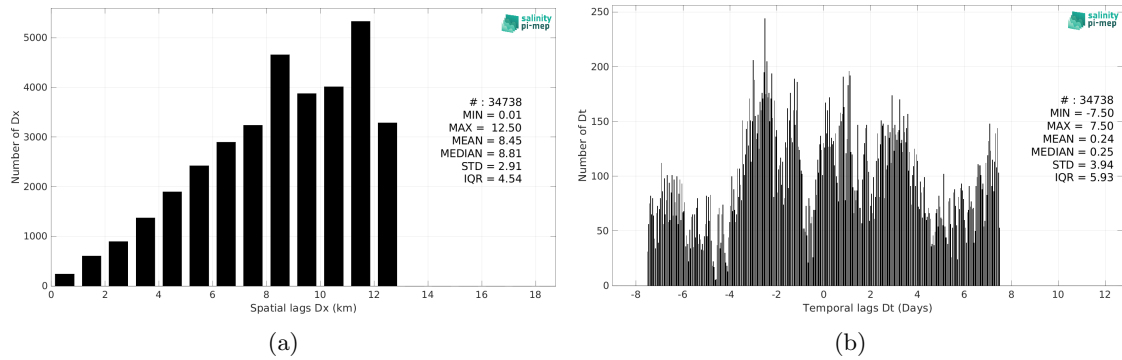 salinity
pi-mep
5000
4000
3000
2000
1000
0
Number of Dx
# : 34738
MIN = 0.01
MAX = 12.50
MEAN = 8.45
MEDIAN = 8.81
STD = 2.91
IQR = 4.54
0 2 4 6 8 10 12 14 16 18
Spatial lags Dx (km)
(a)
salinity
pi-mep
250
200
150
100
50
0
Number of Dt
# : 34738
MIN = -7.50
MAX = 7.50
MEAN = 0.24
MEDIAN = 0.25
STD = 3.94
IQR = 5.93
-8 -6 -4 -2 0 2 4 6 8 10 12
Temporal lags Dt (Days)
(b)